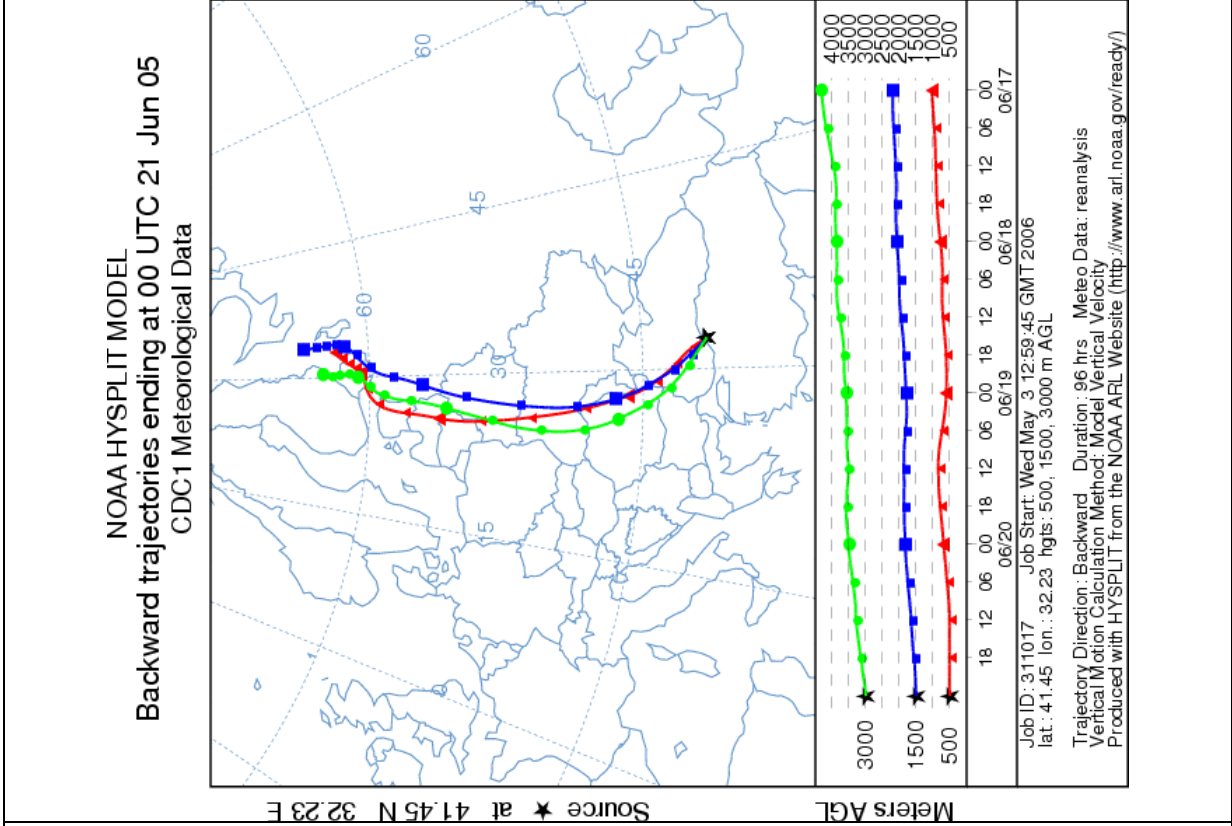 NOAA HYSPLIT MODEL
Backward trajectories ending at 00 UTC 21 Jun 05
CDC1 Meteorological Data
Source ★ at 41.45 N 32.23 E
60
60
45
45
30
15
0
Meters AGL
4000
3500
3000
3000
2500
2000
1500
1000
500
3000
1500
500
18 12 06 00 18 12 06 00 18 12 06 00 18 12 06 00
06/20 06/19 06/18 06/17
Job ID: 311017 Job Start: Wed May 3 12:59:45 GMT 2006
lat.: 41.45 lon.: 32.23 hgts: 500, 1500, 3000 m AGL
Trajectory Direction: Backward Duration: 96 hrs Meteo Data: reanalysis
Vertical Motion Calculation Method: Model Vertical Velocity
Produced with HYSPLIT from the NOAA ARL Website (http://www.arl.noaa.gov/ready/)